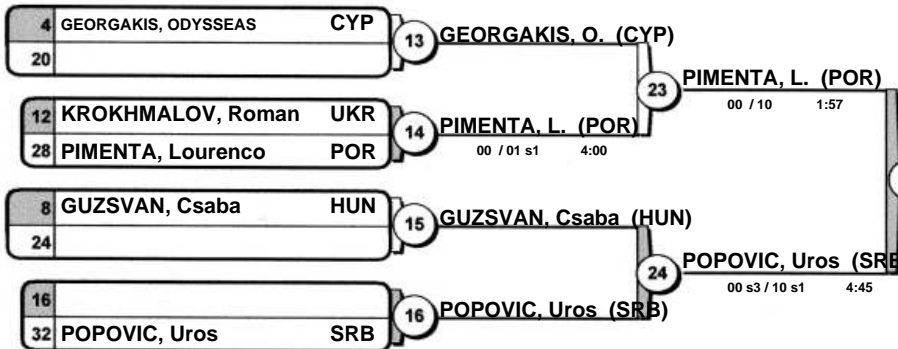 4 GEORGAKIS, ODYSSEAS CYP
20
13 GEORGAKIS, O. (CYP)
12 KROKHMALOV, Roman UKR
28 PIMENTA, Lourenco POR
14 PIMENTA, L. (POR)
00 / 01 s1 4:00
23 PIMENTA, L. (POR)
00 / 10 1:57
8 GUZSVAN, Csaba HUN
24
15 GUZSVAN, Csaba (HUN)
16
32 POPOVIC, Uros SRB
16 POPOVIC, Uros (SRB)
24 POPOVIC, Uros (SRB
00 s3 / 10 s1 4:45